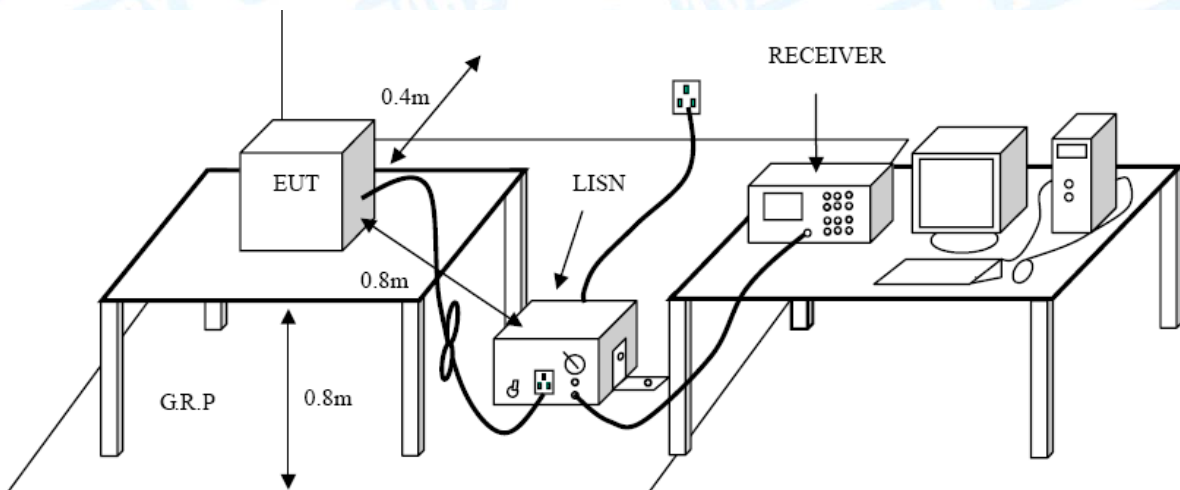 RECEIVER
0.4m
EUT
LISN
0.8m
G.R.P
0.8m